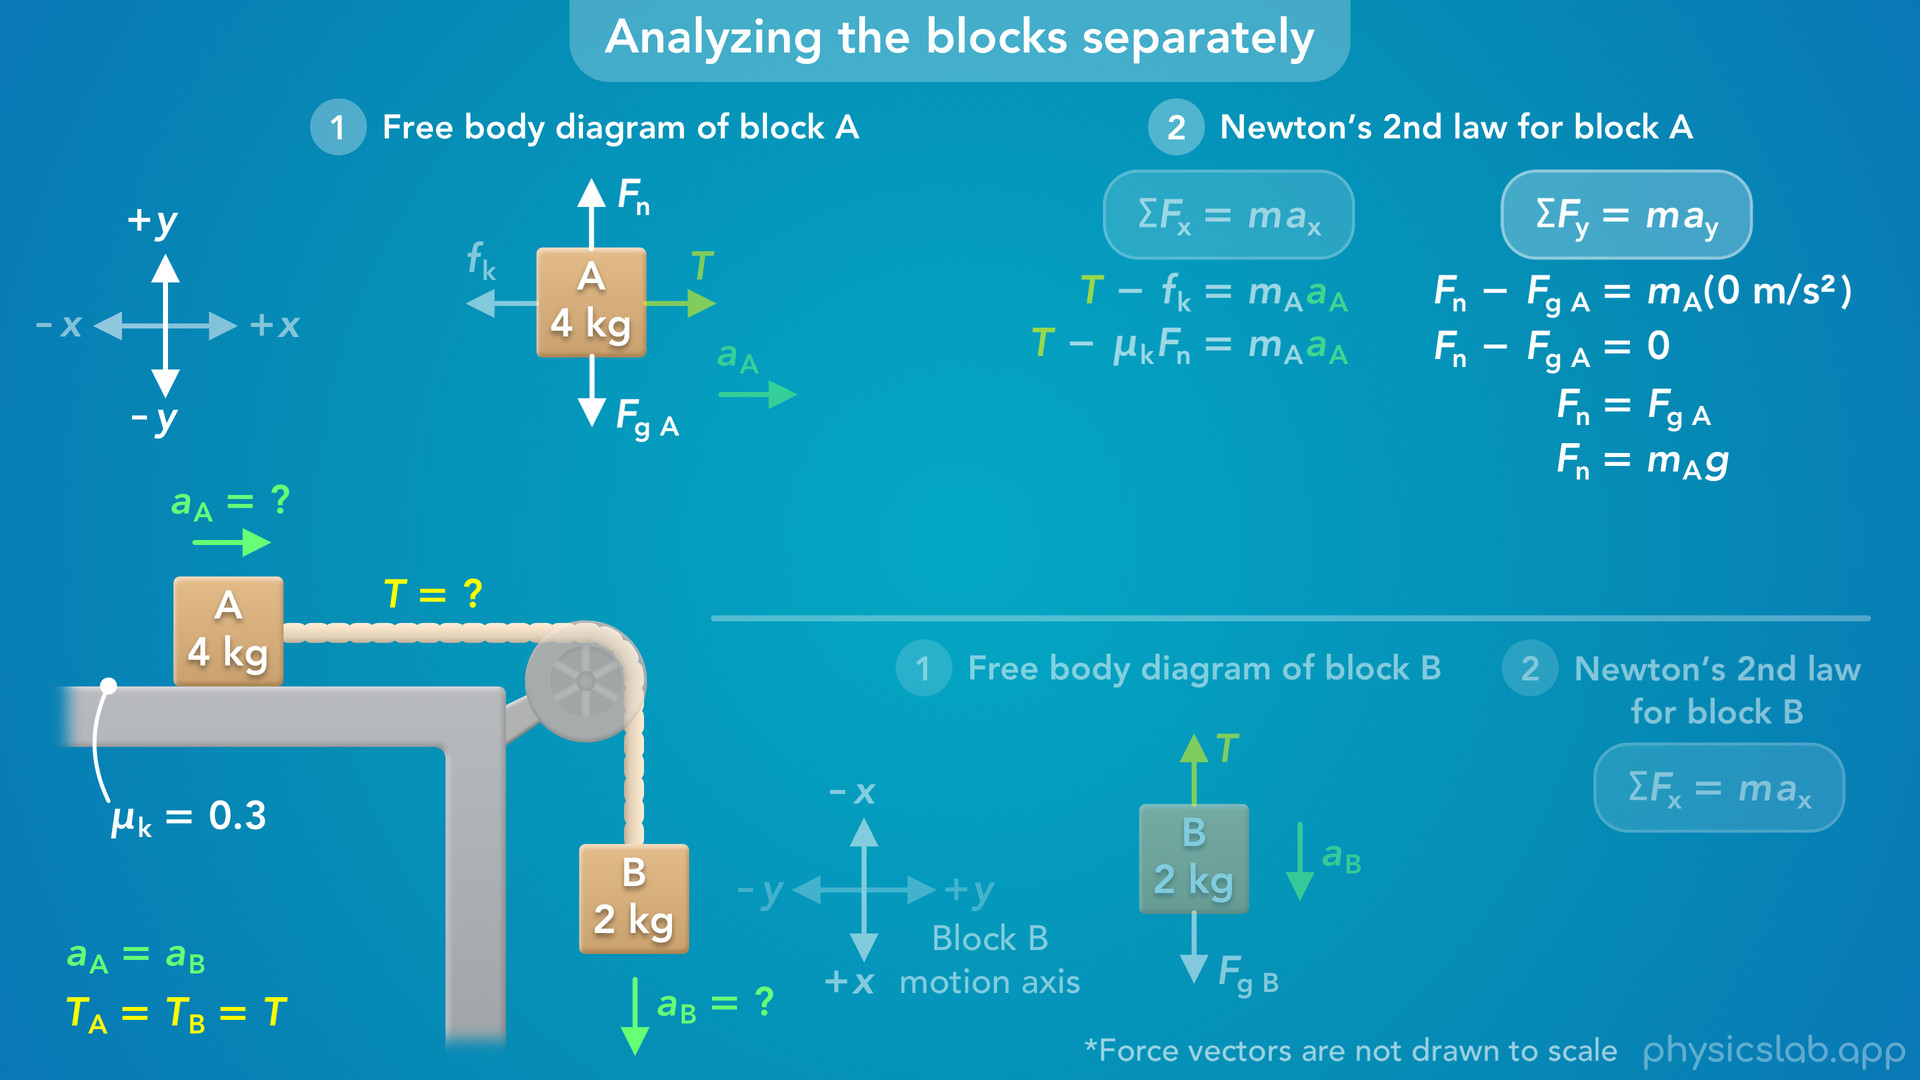 Analyzing the blocks separately
1 Free body diagram of block A
2 Newton's 2nd law for block A
+y
-x
+x
-y
Fn
fk
A
4 kg
T
aA
Fg A
ΣFx = max
T − fk = mAaA
T − μkFn = mAaA
ΣFy = may
Fn − Fg A = mA(0 m/s²)
Fn − Fg A = 0
Fn = Fg A
Fn = mAg
aA = ?
A
4 kg
T = ?
μk = 0.3
B
2 kg
aB = ?
aA = aB
TA = TB = T
1 Free body diagram of block B
2 Newton's 2nd law
for block B
ΣFx = max
-x
-y
+y
+x
Block B
motion axis
T
B
2 kg
aB
Fg B
*Force vectors are not drawn to scale
physicslab.app